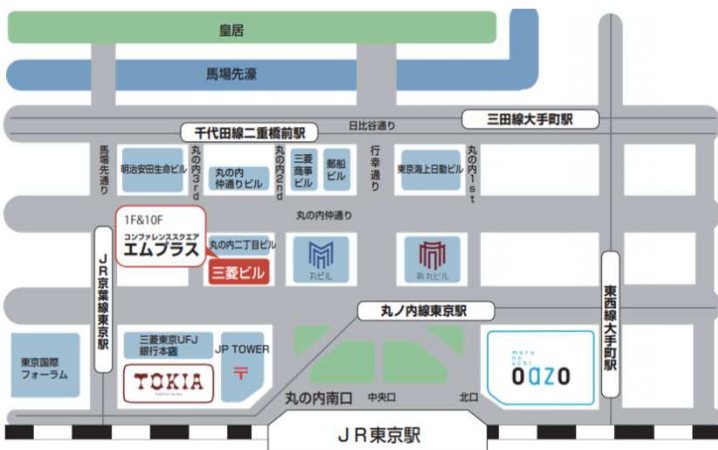 皇居
馬場先濠
三田線大手町駅
日比谷通り
千代田線二重橋前駅
馬場先通り
明治安田生命ビル
丸の内3rd
丸の内
仲通りビル
丸の内2nd
三菱
商事
ビル
郵船
ビル
行幸通り
東京海上日動ビル
丸の内1st
丸の内仲通り
1F&10F
コンファレンススクエア
エムプラス
丸の内二丁目ビル
三菱ビル
丸ビル
新丸ビル
JR京葉線東京駅
丸ノ内線東京駅
東西線大手町駅
東京国際
フォーラム
三菱東京UFJ
銀行本店
TOKIA
JP TOWER
〒
丸の内南口
中央口
北口
maru
no
uchi
oazo
JR東京駅